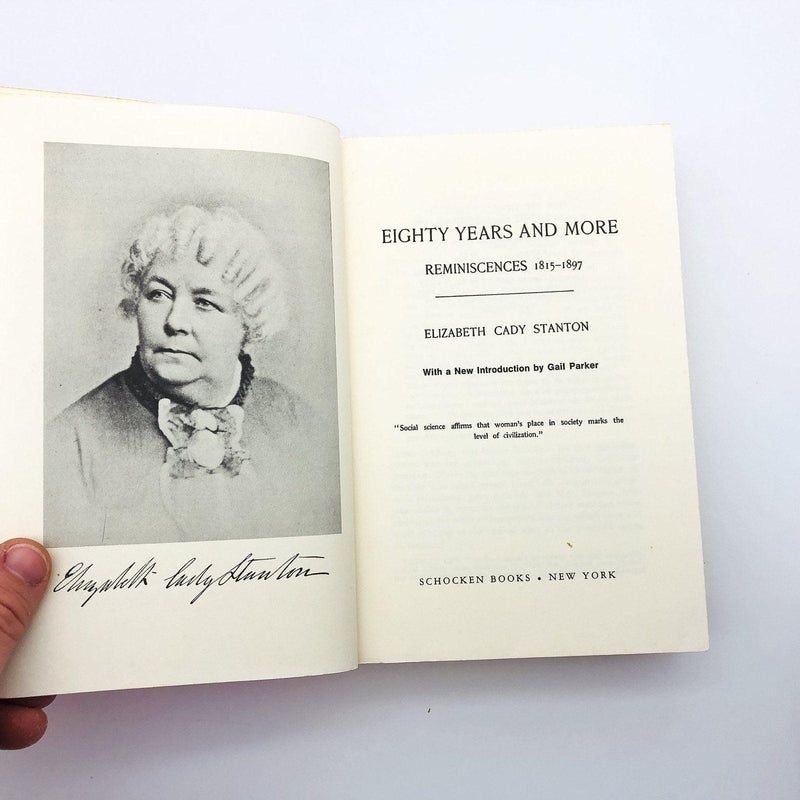 Elizabeth Cady Stanton
EIGHTY YEARS AND MORE
REMINISCENCES 1815–1897
ELIZABETH CADY STANTON
With a New Introduction by Gail Parker
"Social science affirms that woman's place in society marks the
level of civilization."
SCHOCKEN BOOKS • NEW YORK